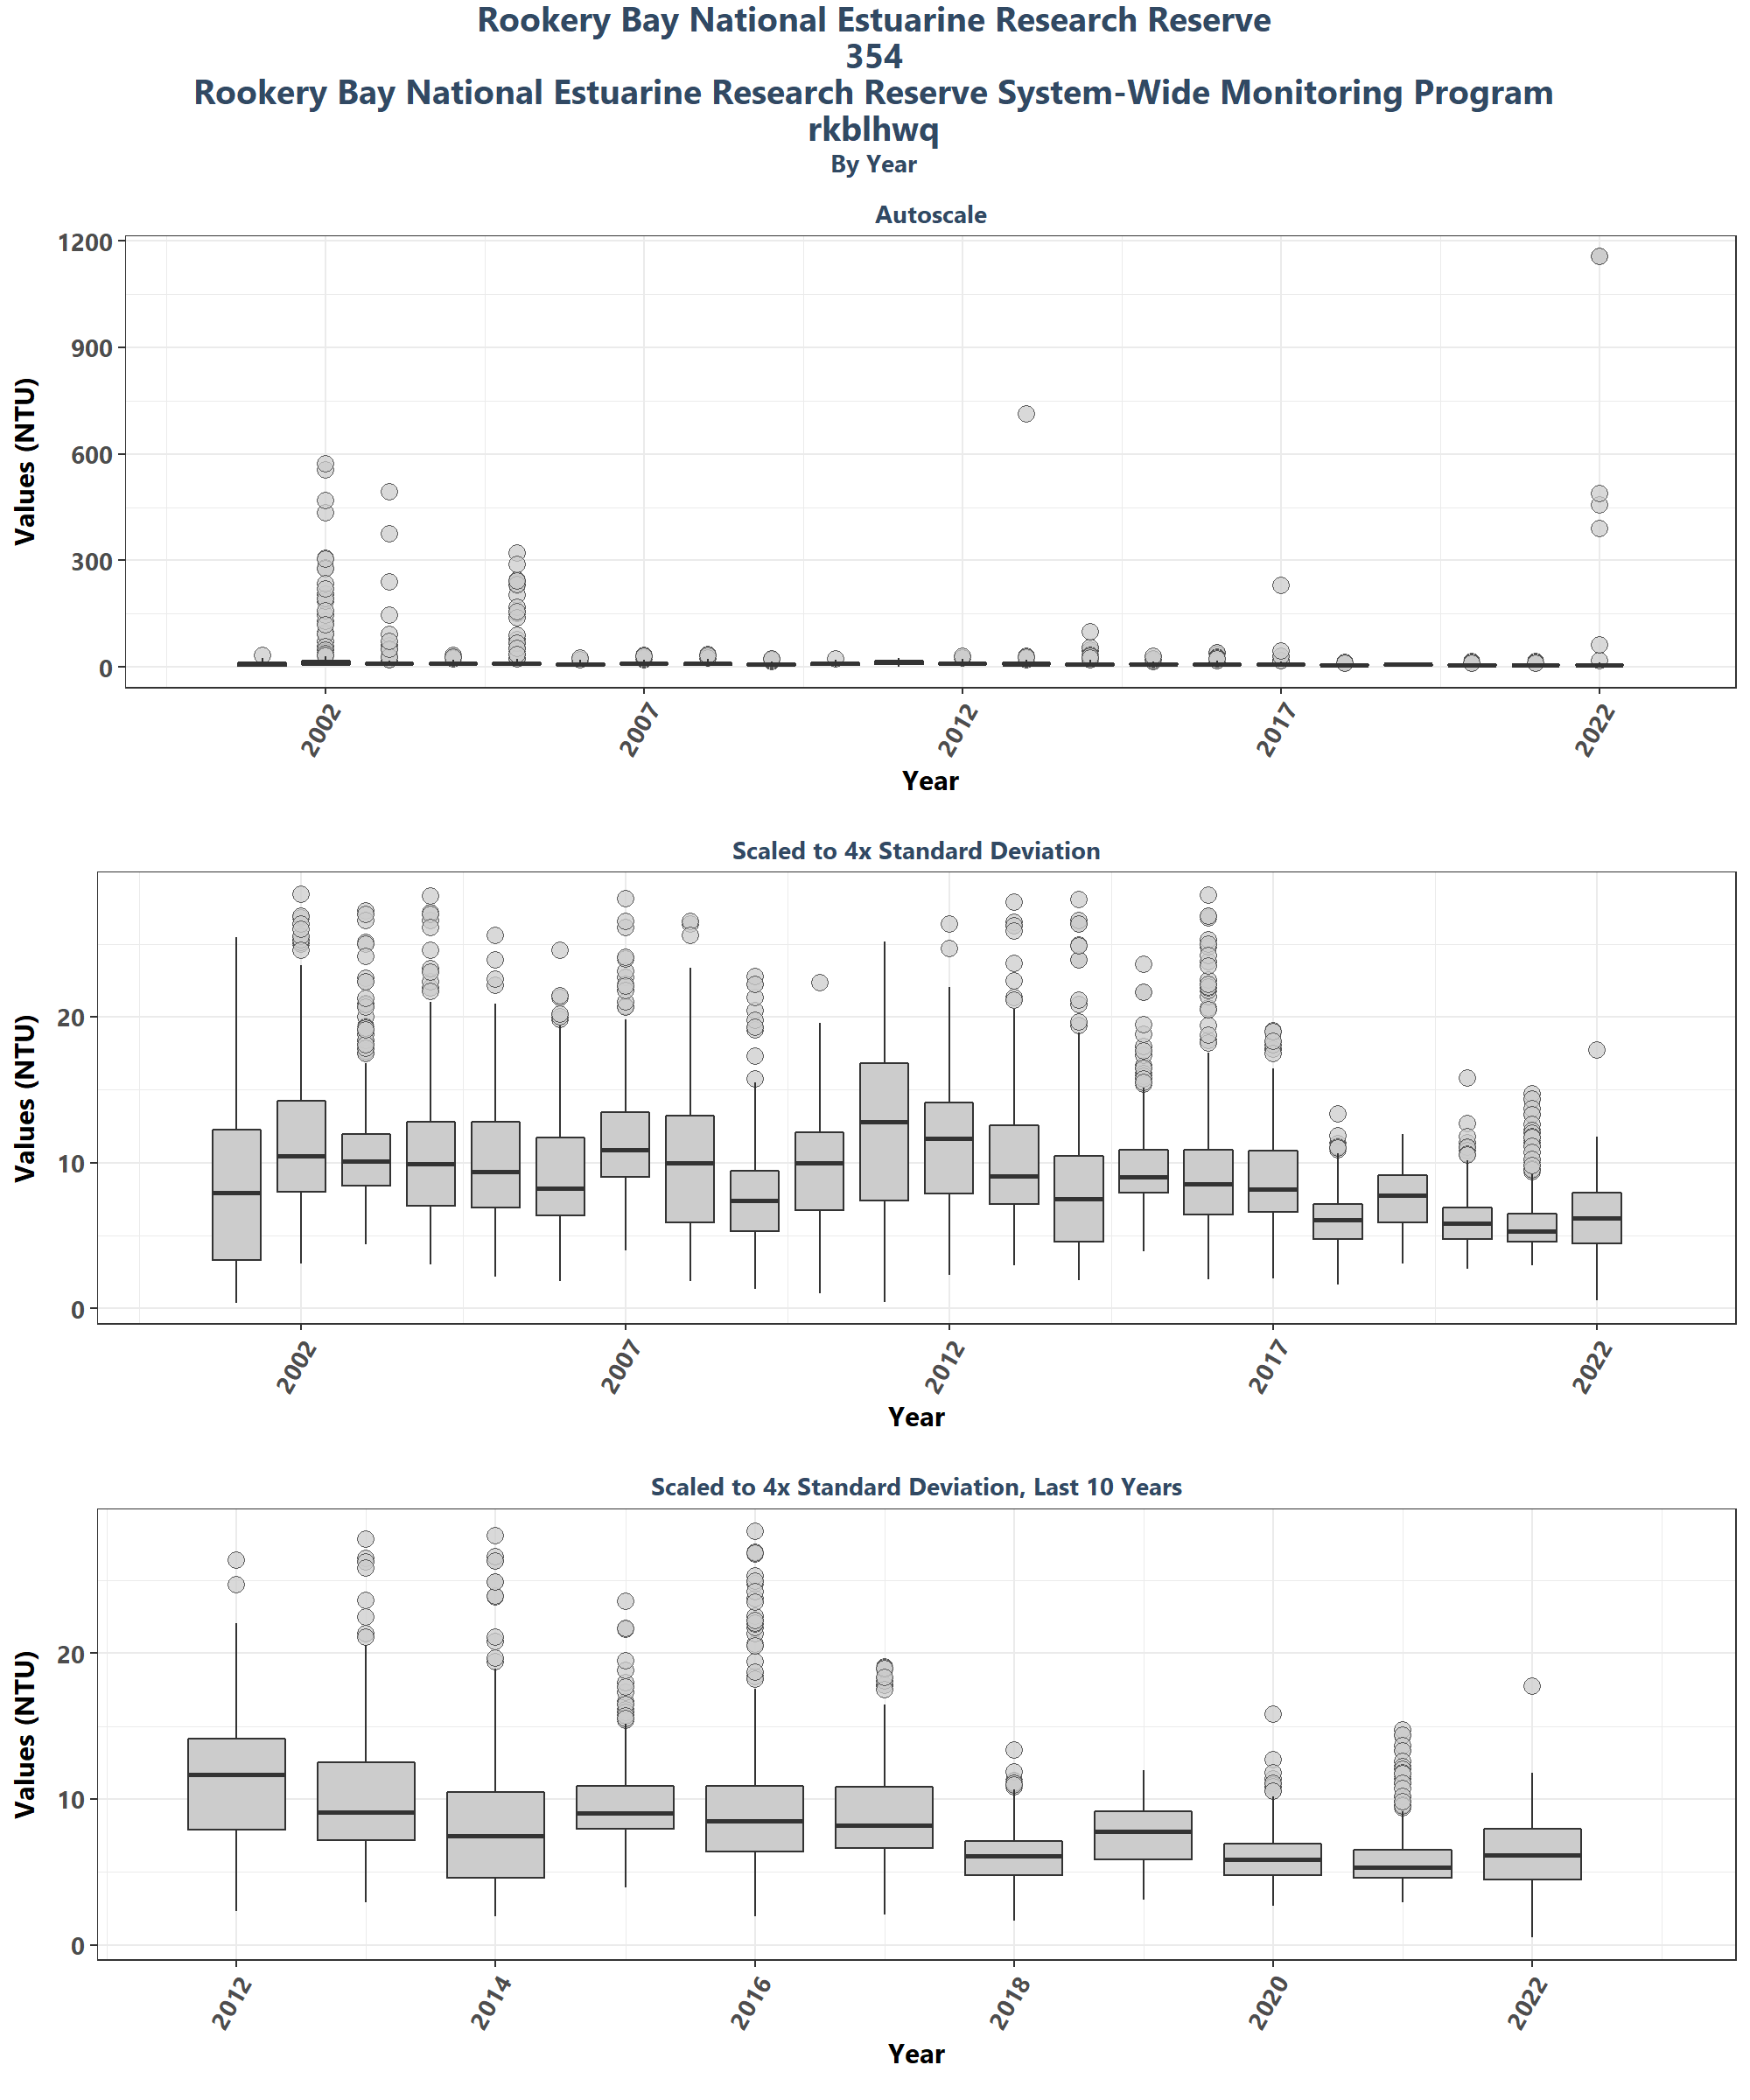 Rookery Bay National Estuarine Research Reserve
354
Rookery Bay National Estuarine Research Reserve System-Wide Monitoring Program
rkblhwq
By Year
Autoscale
Values (NTU)
1200
900
600
300
0
2002
2007
2012
2017
2022
Year
Scaled to 4x Standard Deviation
Values (NTU)
20
10
0
2002
2007
2012
2017
2022
Year
Scaled to 4x Standard Deviation, Last 10 Years
Values (NTU)
20
10
0
2012
2014
2016
2018
2020
2022
Year